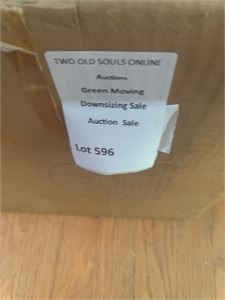 TWO OLD SOULS ONLINE
Auctions
Green Moving
Downsizing Sale
Auction Sale
Lot 596